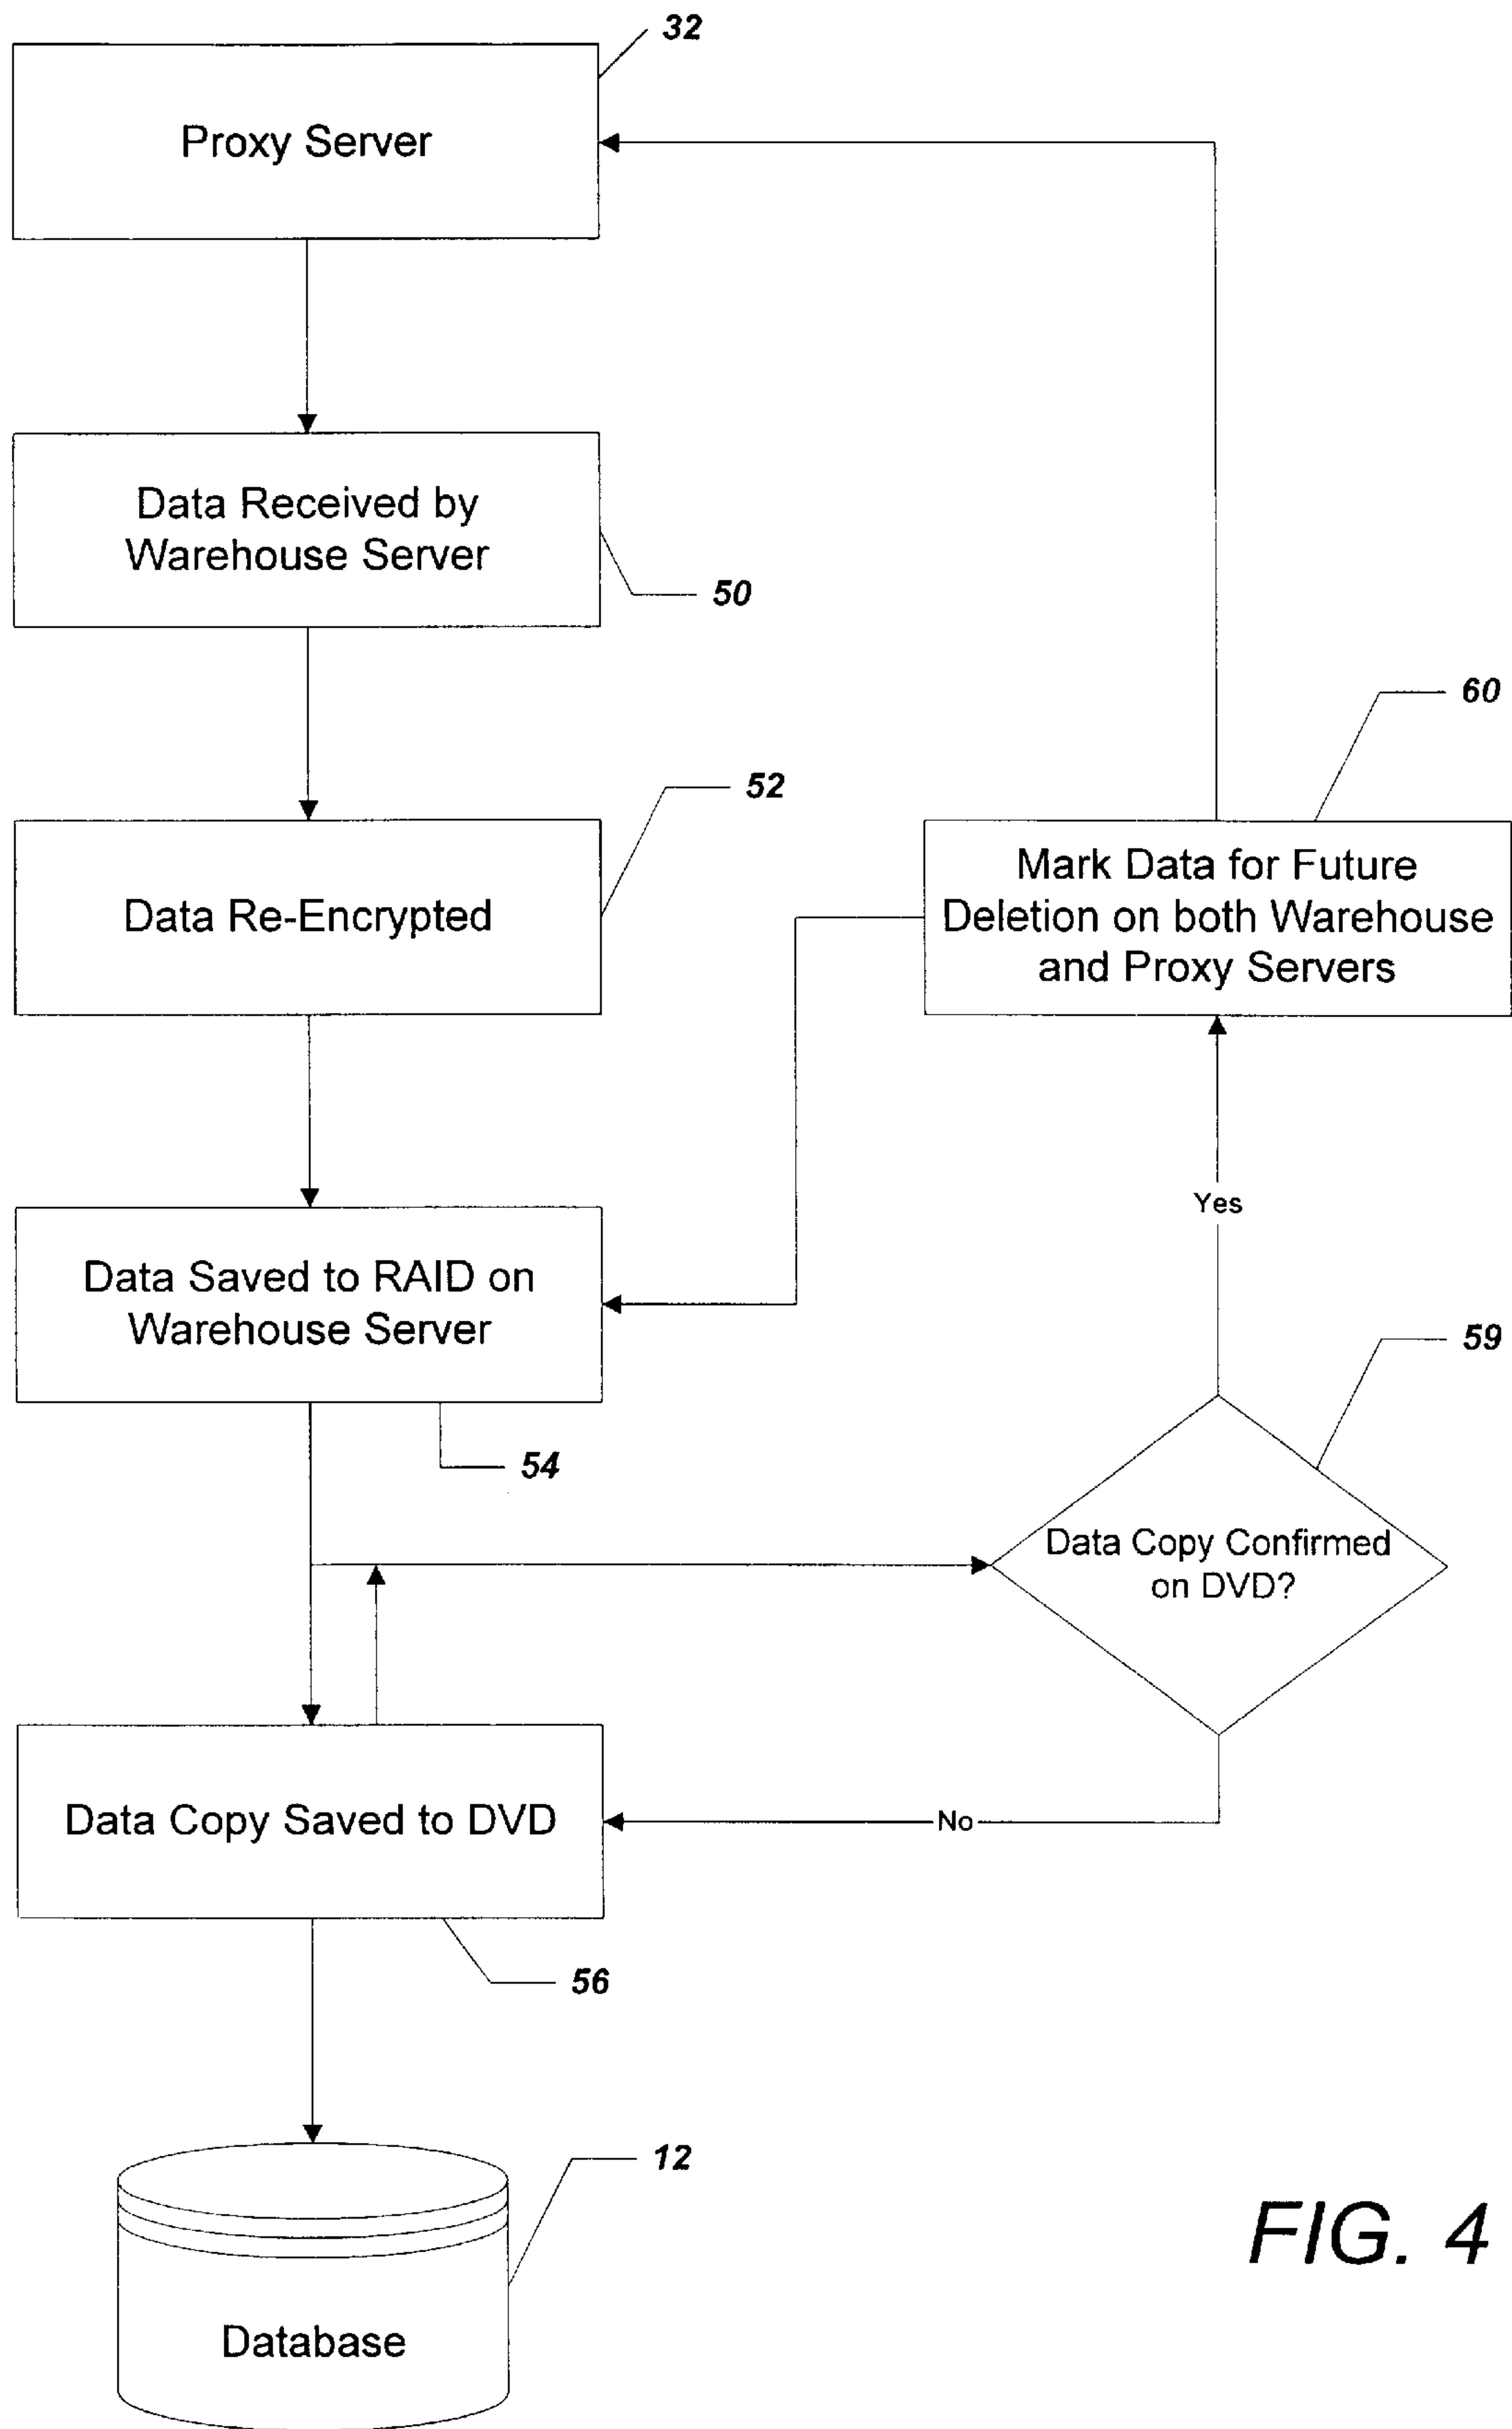 32
Proxy Server
Data Received by
Warehouse Server
50
60
52
Mark Data for Future
Deletion on both Warehouse
and Proxy Servers
Data Re-Encrypted
Yes
Data Saved to RAID on
Warehouse Server
59
54
Data Copy Confirmed
on DVD?
Data Copy Saved to DVD
No
56
12
FIG. 4
Database